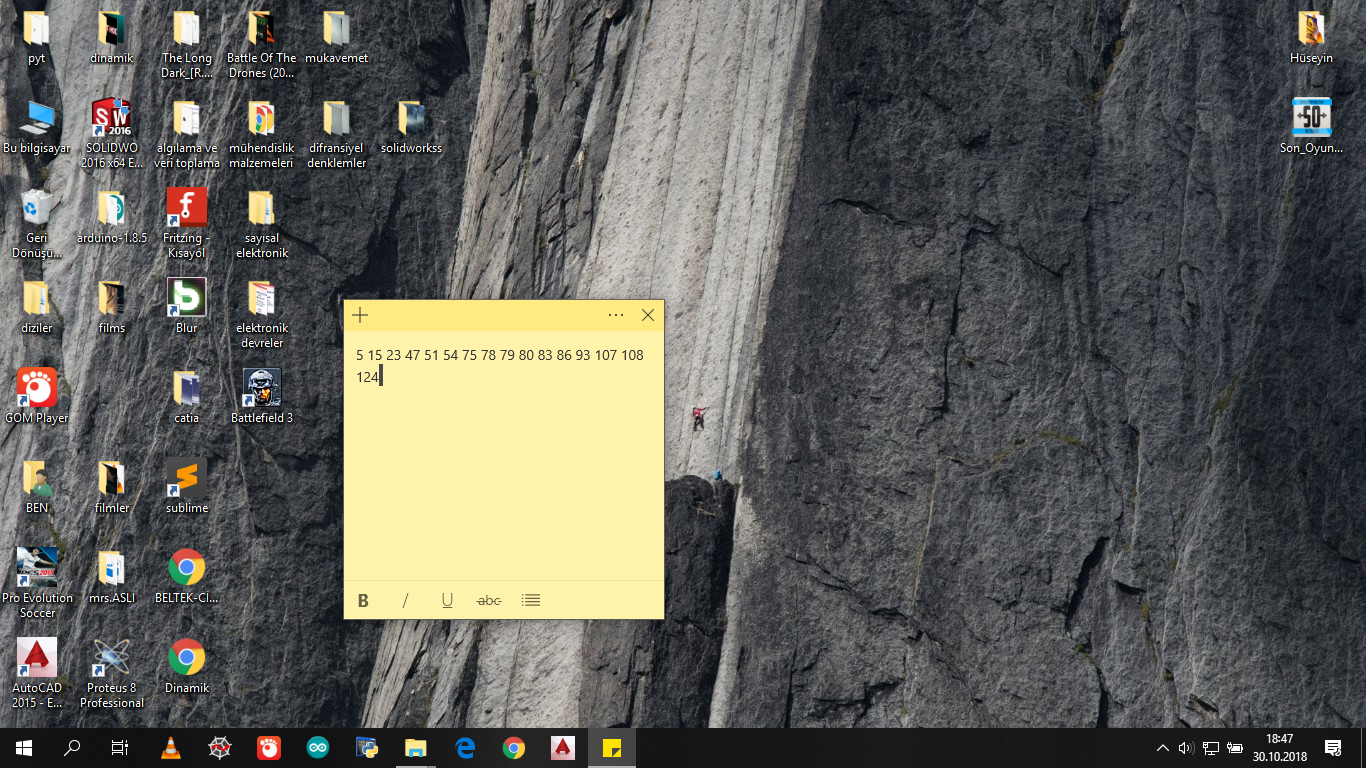 pyt
dinamik
The Long
Dark_[R....
Battle Of The
Drones (20...
mukavemet
Hüseyin
Bu bilgisayar
SOLIDWO
2016 x64 E...
algılama ve
veri toplama
mühendislik
malzemeleri
difransiyel
denklemler
solidworkss
Son_Oyun...
Geri
Dönüşü...
arduino-1.8.5
Fritzing -
Kısayol
sayısal
elektronik
diziler
films
Blur
elektronik
devreler
5 15 23 47 51 54 75 78 79 80 83 86 93 107 108
124
GOM Player
catia
Battlefield 3
BEN
filmler
sublime
B / U abc
Pro Evolution
Soccer
mrs.ASLI
BELTEK-CI...
AutoCAD
2015 - E...
Proteus 8
Professional
Dinamik
18:47
30.10.2018